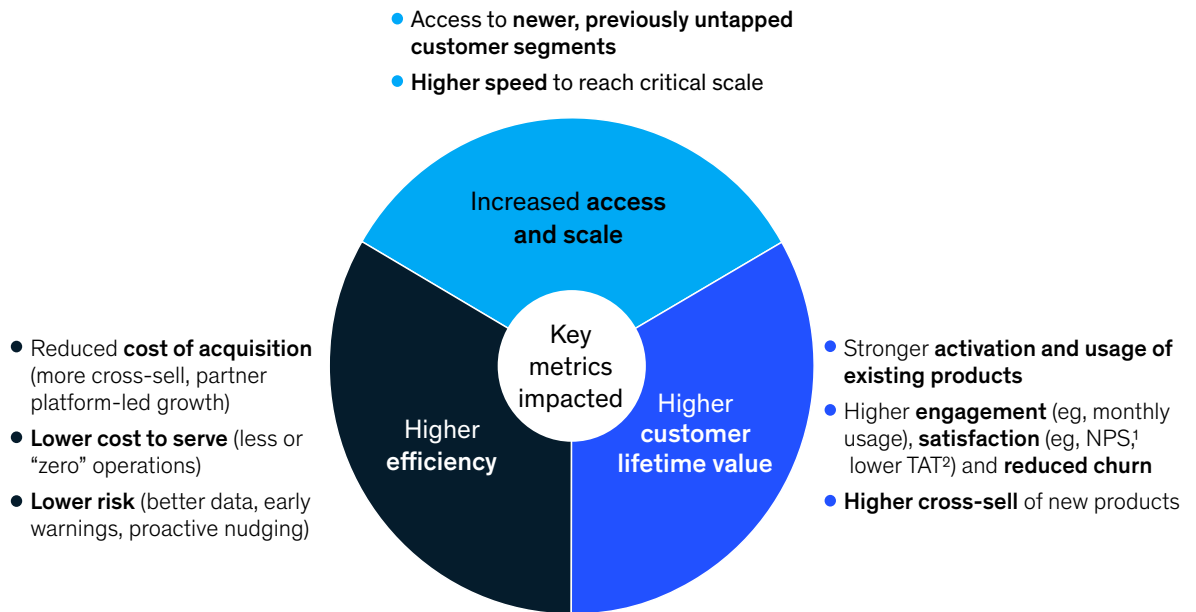 Access to newer, previously untapped
customer segments
Higher speed to reach critical scale
Increased access
and scale
Key
metrics
impacted
Higher
efficiency
Higher
customer
lifetime value
Reduced cost of acquisition
(more cross-sell, partner
platform-led growth)
Lower cost to serve (less or
“zero” operations)
Lower risk (better data, early
warnings, proactive nudging)
Stronger activation and usage of
existing products
Higher engagement (eg, monthly
usage), satisfaction (eg, NPS,¹
lower TAT²) and reduced churn
Higher cross-sell of new products